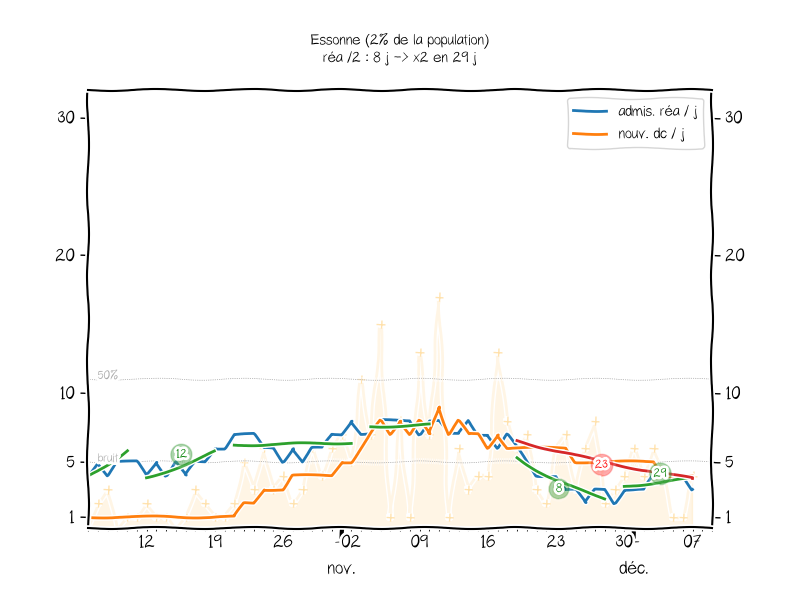 Essonne (2% de la population)
réa /2 : 8 j -> x2 en 29 j
admis. réa / j
nouv. dc / j
30
30
20
20
50%
10
10
12
bruit
5
23
29
5
8
1
1
12 19 26 02 09 16 23 30 07
nov. déc.